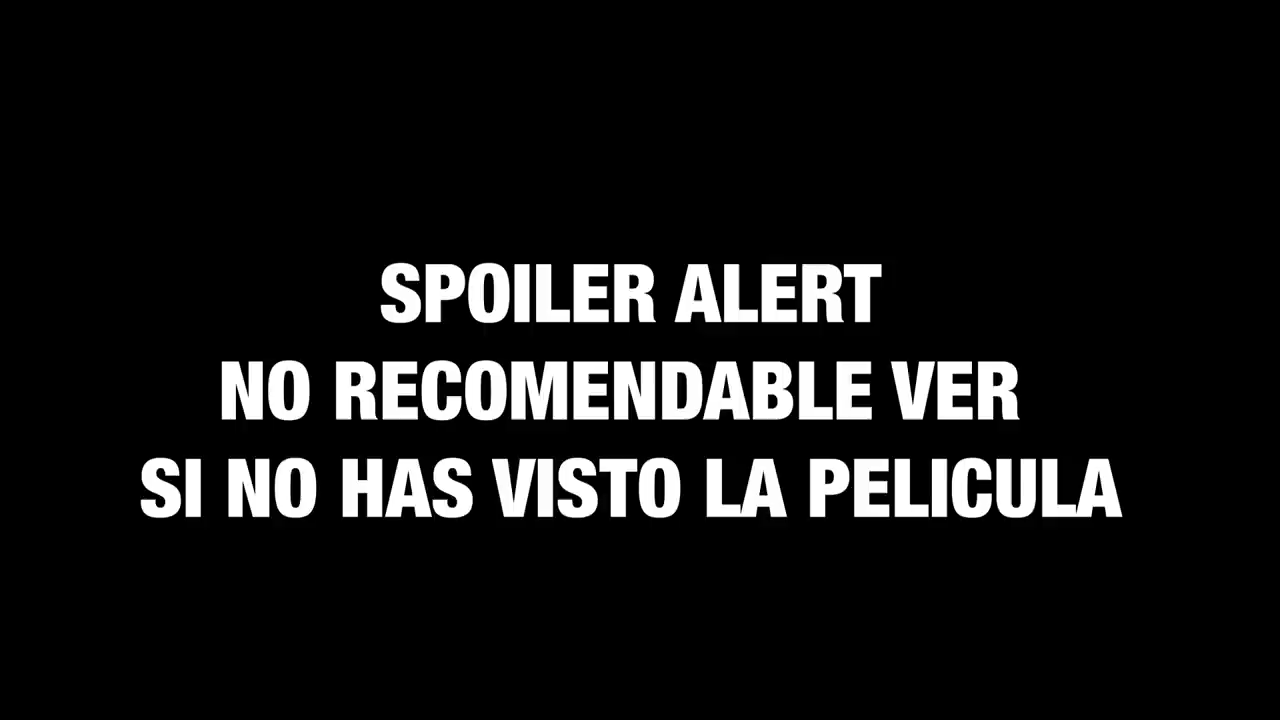 SPOILER ALERT
NO RECOMENDABLE VER
SI NO HAS VISTO LA PELICULA